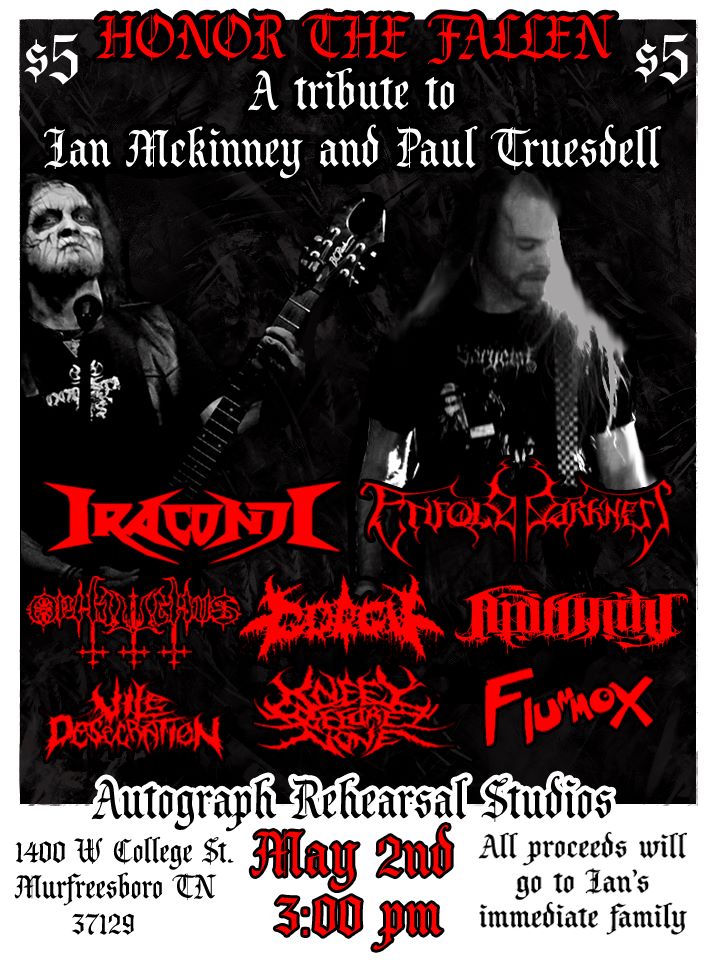 $5 HONOR THE FALLEN $5
A tribute to
Ian Mckinney and Paul Truesdell
ENFOLD DARKNESS
VILE
DESECRATION
FLUMMOX
Autograph Rehearsal Studios
1400 W College St.
Murfreesboro TN
37129
May 2nd
3:00 pm
All proceeds will
go to Ian's
immediate family